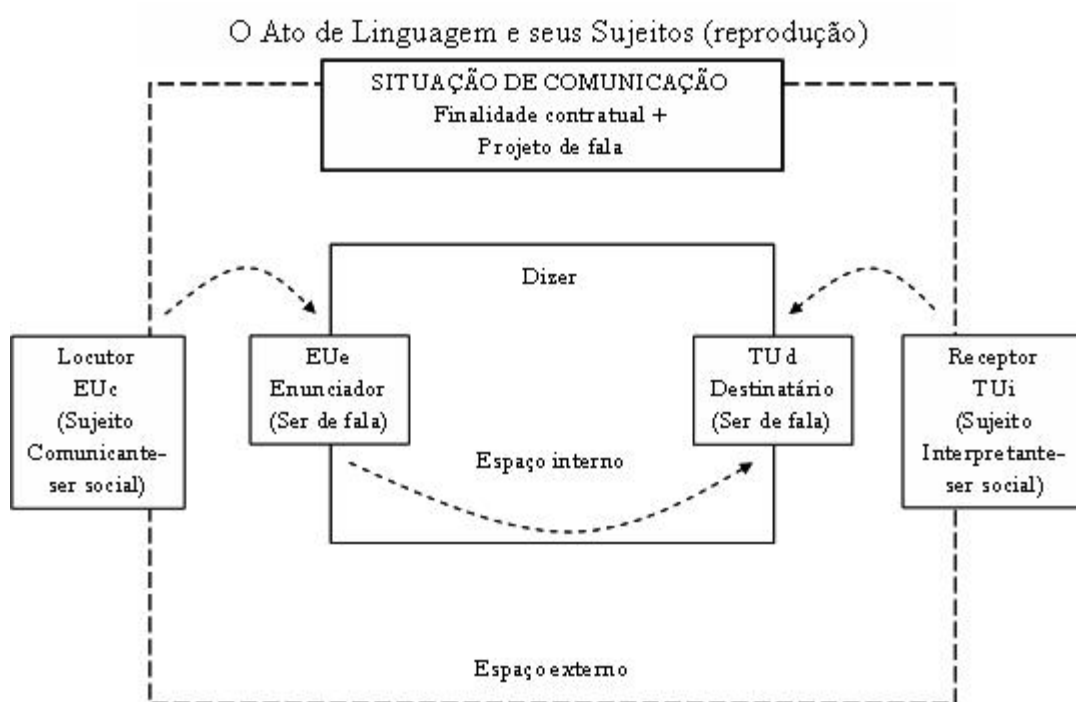 O Ato de Linguagem e seus Sujeitos (reprodução)
SITUAÇÃO DE COMUNICAÇÃO
Finalidade contratual +
Projeto de fala
Dizer
Locutor
EUc
(Sujeito
Comunicante-
ser social)
EUe
Enunciador
(Ser de fala)
TUd
Destinatário
(Ser de fala)
Receptor
TUi
(Sujeito
Interpretante-
ser social)
Espaço interno
Espaço externo